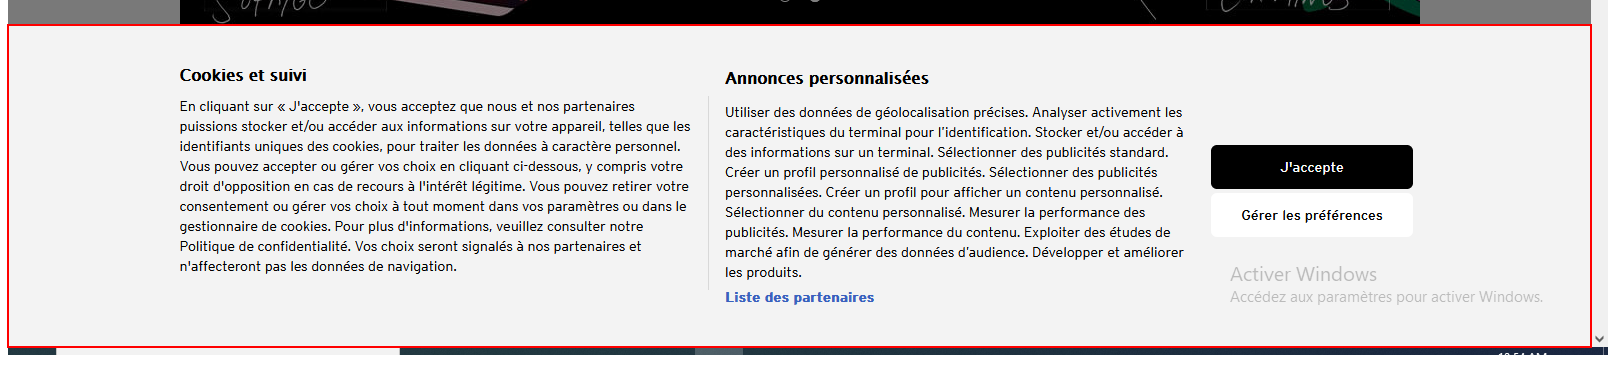 Cookies et suivi
En cliquant sur « J'accepte », vous acceptez que nous et nos partenaires
puissions stocker et/ou accéder aux informations sur votre appareil, telles que les
identifiants uniques des cookies, pour traiter les données à caractère personnel.
Vous pouvez accepter ou gérer vos choix en cliquant ci-dessous, y compris votre
droit d'opposition en cas de recours à l'intérêt légitime. Vous pouvez retirer votre
consentement ou gérer vos choix à tout moment dans vos paramètres ou dans le
gestionnaire de cookies. Pour plus d'informations, veuillez consulter notre
Politique de confidentialité. Vos choix seront signalés à nos partenaires et
n'affecteront pas les données de navigation.
Annonces personnalisées
Utiliser des données de géolocalisation précises. Analyser activement les
caractéristiques du terminal pour l'identification. Stocker et/ou accéder à
des informations sur un terminal. Sélectionner des publicités standard.
Créer un profil personnalisé de publicités. Sélectionner des publicités
personnalisées. Créer un profil pour afficher un contenu personnalisé.
Sélectionner du contenu personnalisé. Mesurer la performance des
publicités. Mesurer la performance du contenu. Exploiter des études de
marché afin de générer des données d'audience. Développer et améliorer
les produits.
Liste des partenaires
J'accepte
Gérer les préférences
Activer Windows
Accédez aux paramètres pour activer Windows.